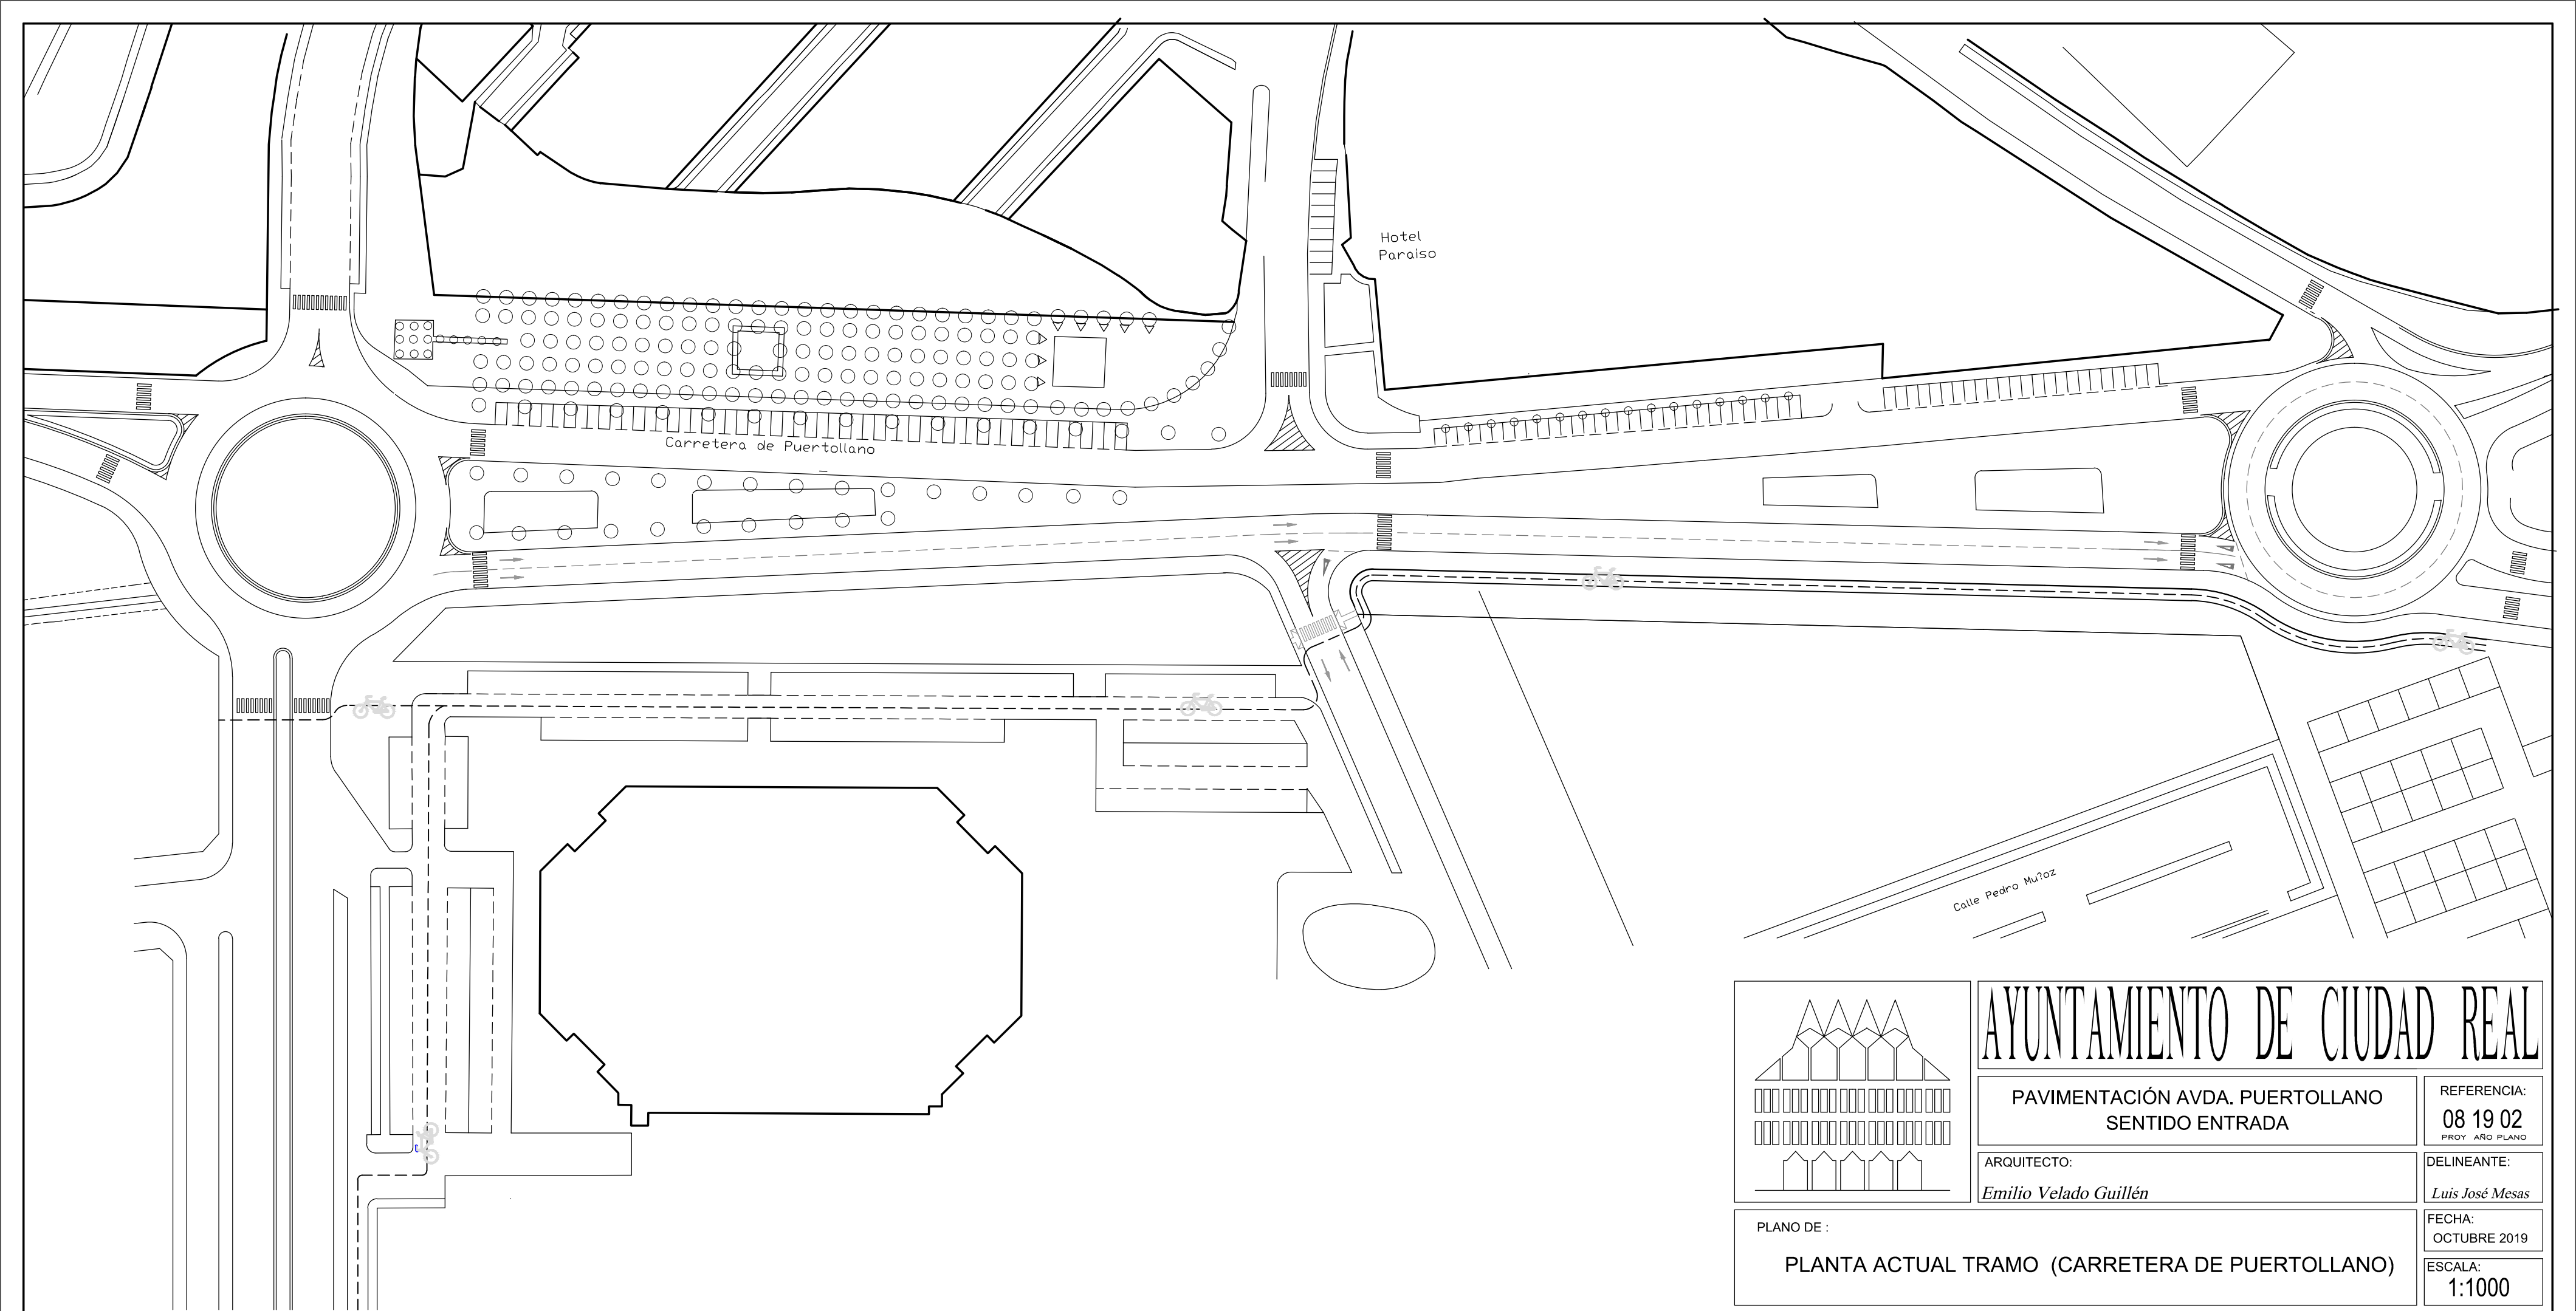 Hotel
Paraiso
Carretera de Puertollano
Calle Pedro Mu?oz
AYUNTAMIENTO DE CIUDAD REAL
PAVIMENTACIÓN AVDA. PUERTOLLANO
SENTIDO ENTRADA
REFERENCIA:
08 19 02
PROY AÑO PLANO
ARQUITECTO:
Emilio Velado Guillén
DELINEANTE:
Luis José Mesas
PLANO DE :
PLANTA ACTUAL TRAMO (CARRETERA DE PUERTOLLANO)
FECHA:
OCTUBRE 2019
ESCALA:
1:1000